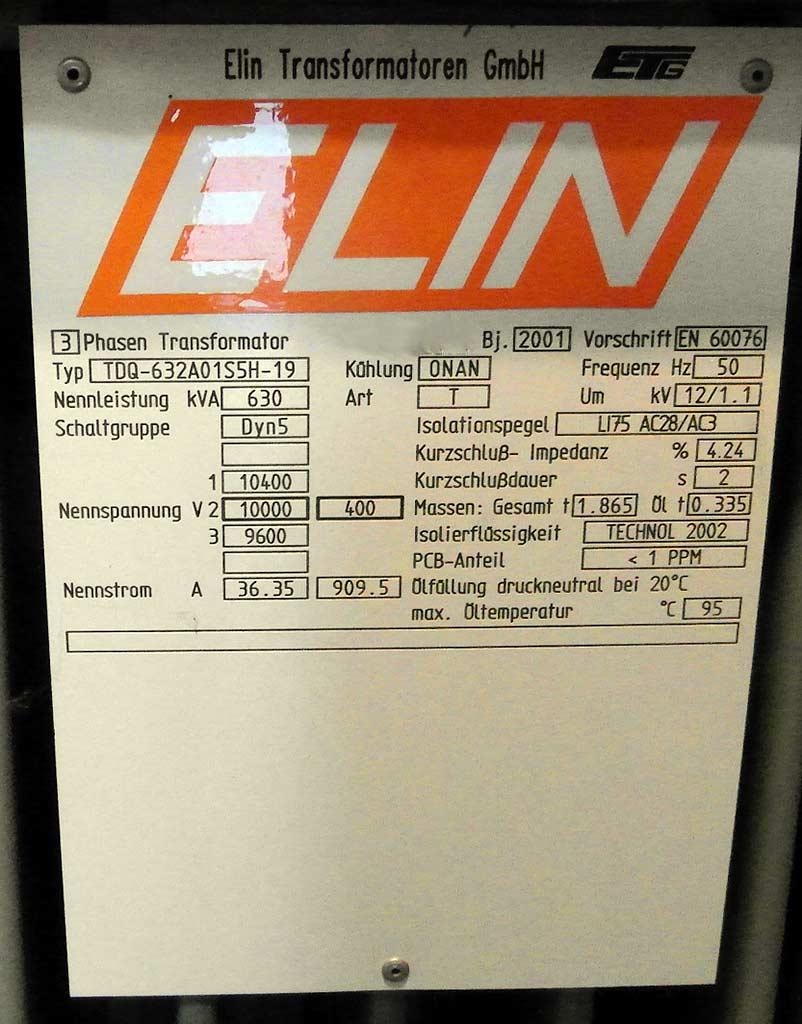 Elin Transformatoren GmbH ETG
ELIN
3 Phasen Transformator Bj. 2001 Vorschrift EN 60076
Typ TDQ-632A01S5H-19 Kühlung ONAN Frequenz Hz 50
Nennleistung kVA 630 Art T Um kV 12/1.1
Schaltgruppe Dyn5 Isolationspegel LI75 AC28/AC3
Kurzschluß- Impedanz % 4.24
1 10400 Kurzschlußdauer s 2
Nennspannung V 2 10000 400 Massen: Gesamt t 1.865 Öl t 0.335
3 9600 Isolierflüssigkeit TECHNOL 2002
PCB-Anteil < 1 PPM
Nennstrom A 36.35 909.5 Ölfüllung druckneutral bei 20°C
max. Öltemperatur °C 95